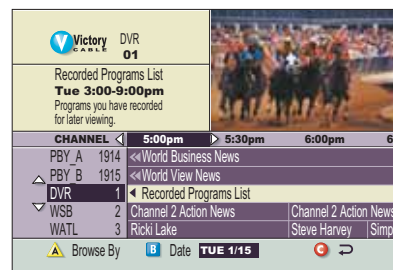 Victory CABLE DVR
01
Recorded Programs List
Tue 3:00-9:00pm
Programs you have recorded
for later viewing.
CHANNEL 5:00pm 5:30pm 6:00pm 6
PBY_A 1914 World Business News
PBY_B 1915 World View News
DVR 1 Recorded Programs List
WSB 2 Channel 2 Action News Channel 2 Action News
WATL 3 Ricki Lake Steve Harvey Simp
A Browse By B Date TUE 1/15 C